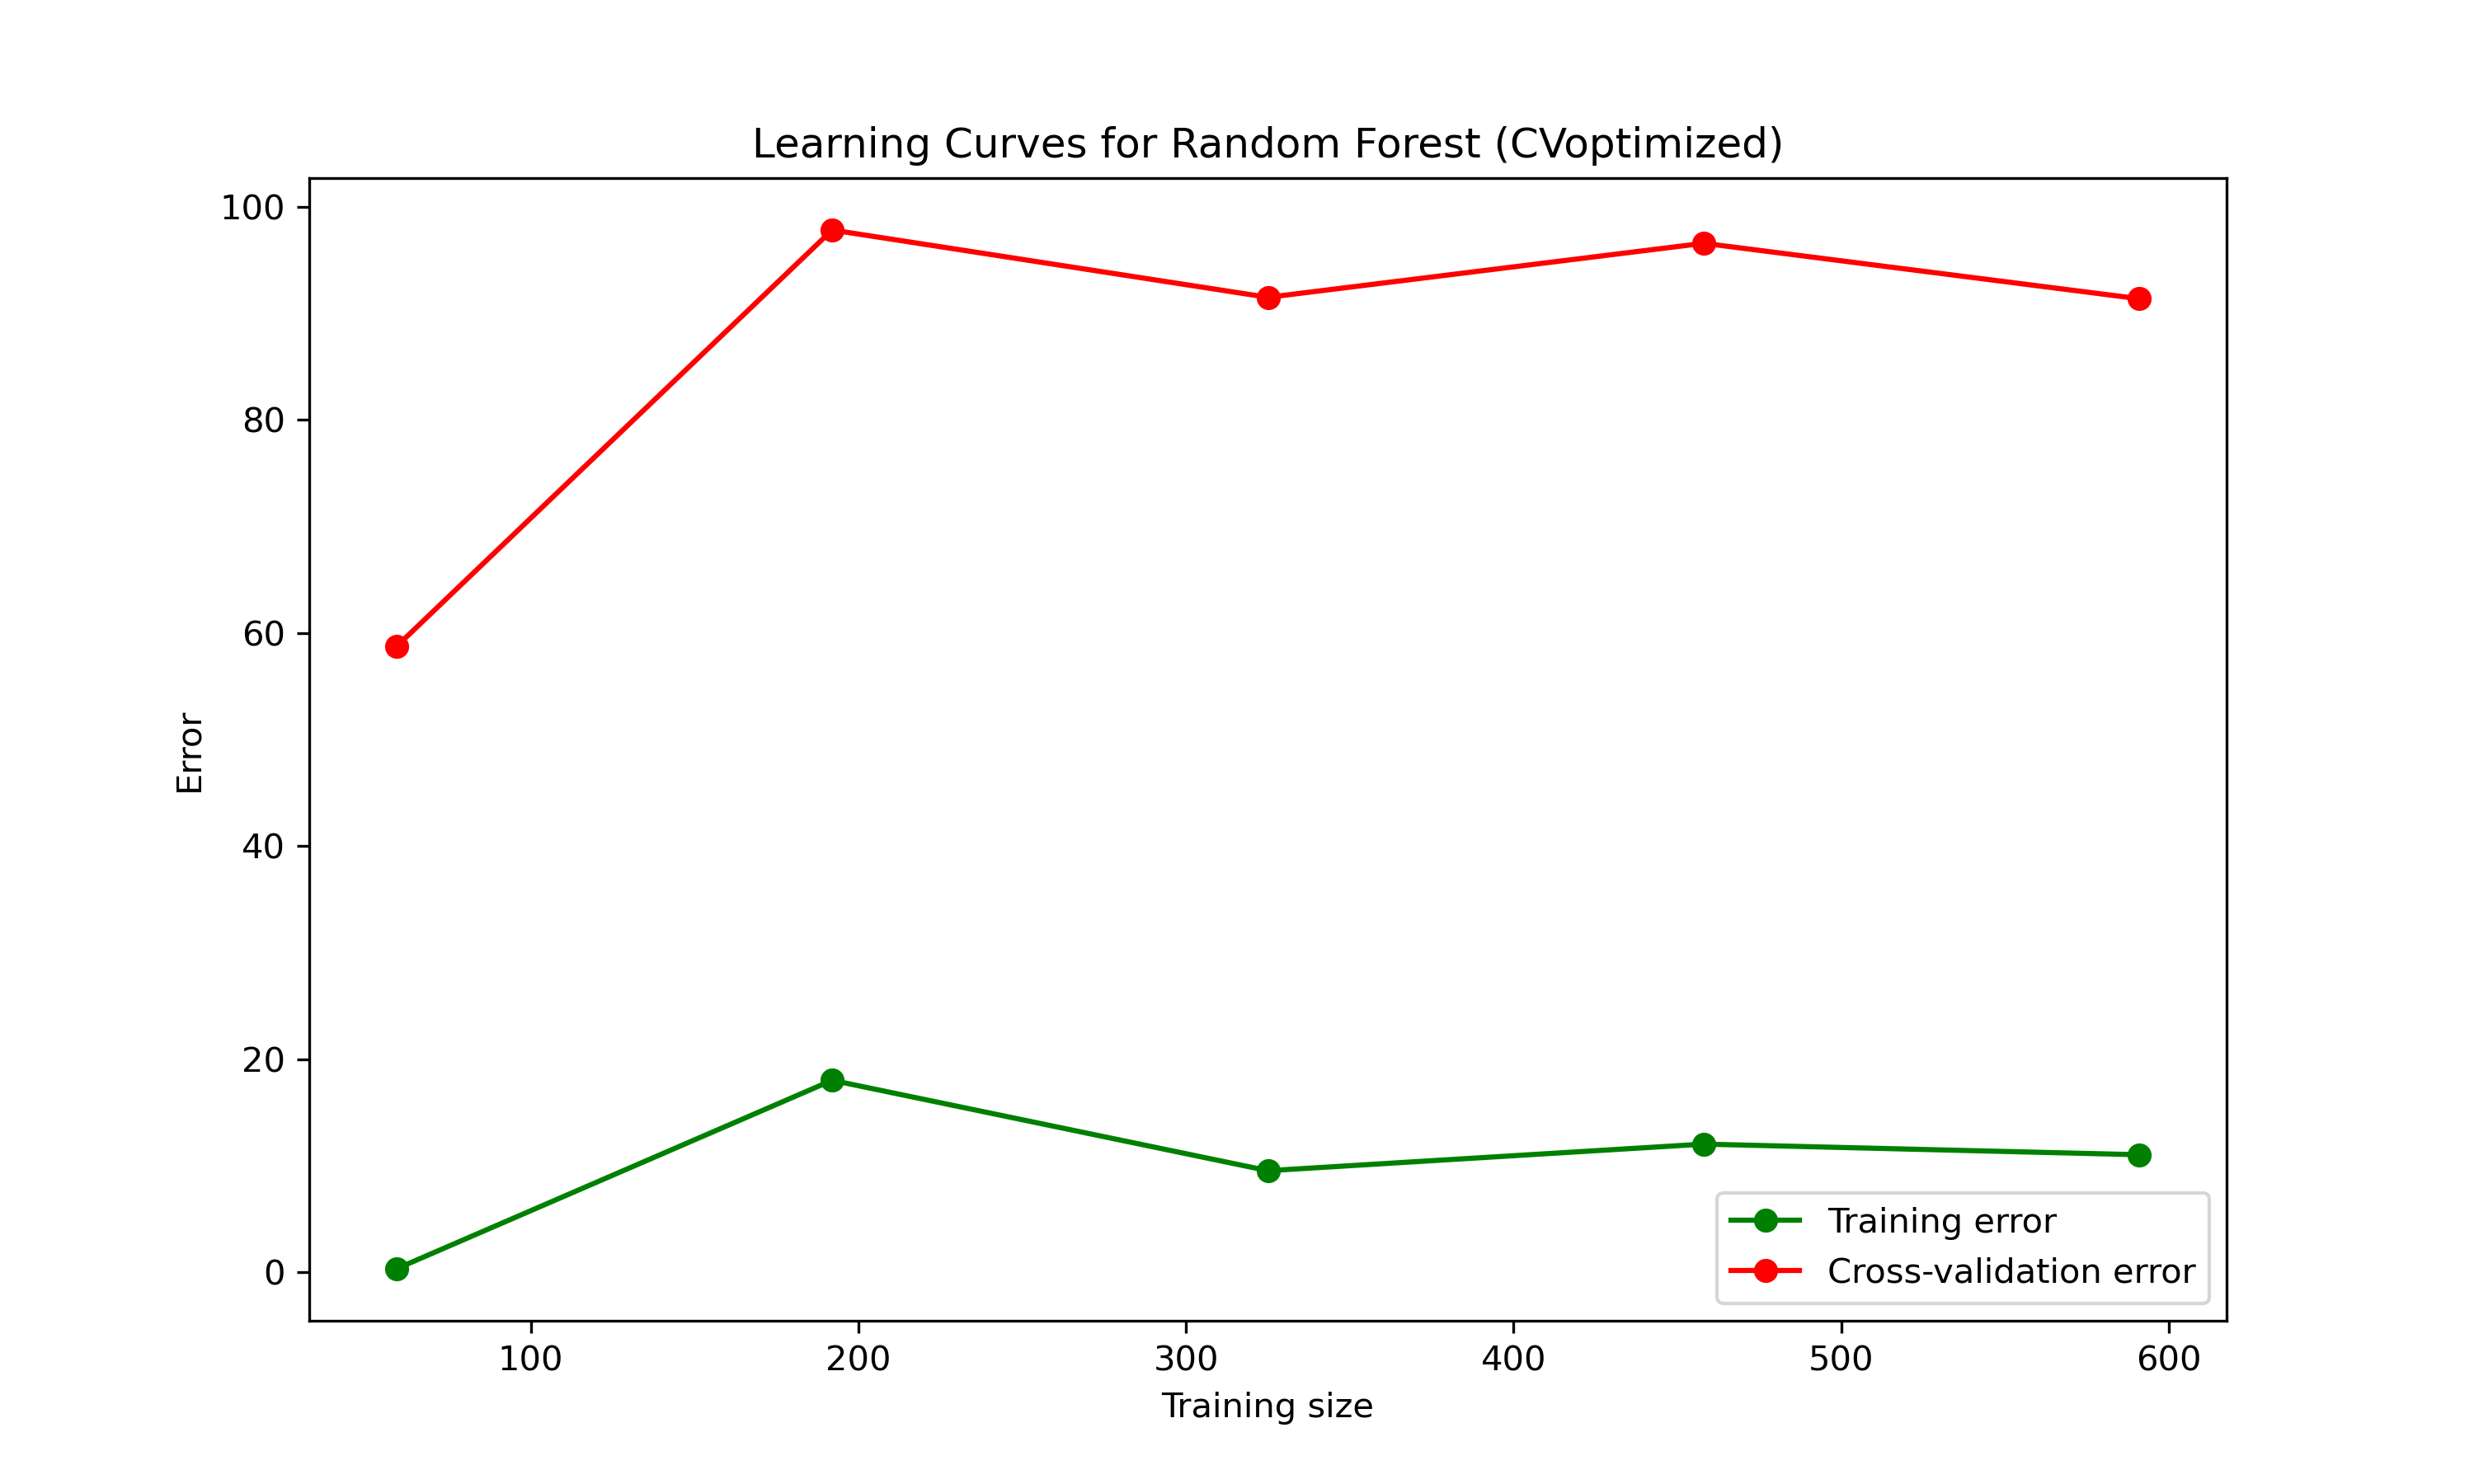 Learning Curves for Random Forest (CVoptimized)
100
80
60
40
20
0
Error
100 200 300 400 500 600
Training size
Training error
Cross-validation error